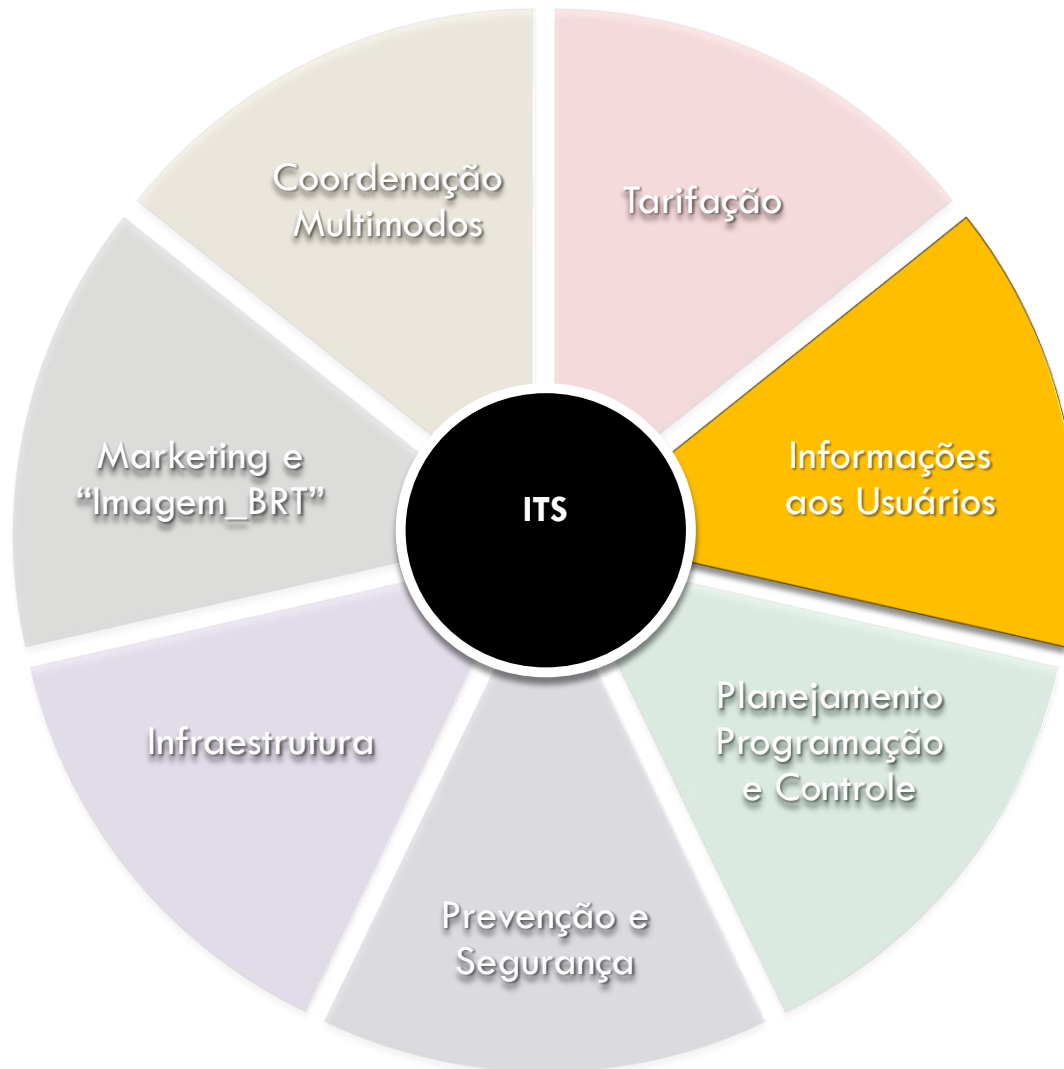 Coordenação
Multimodos
Tarifação
Informações
aos Usuários
Planejamento
Programação
e Controle
Prevenção e
Segurança
Infraestrutura
Marketing e
“Imagem_BRT”
ITS